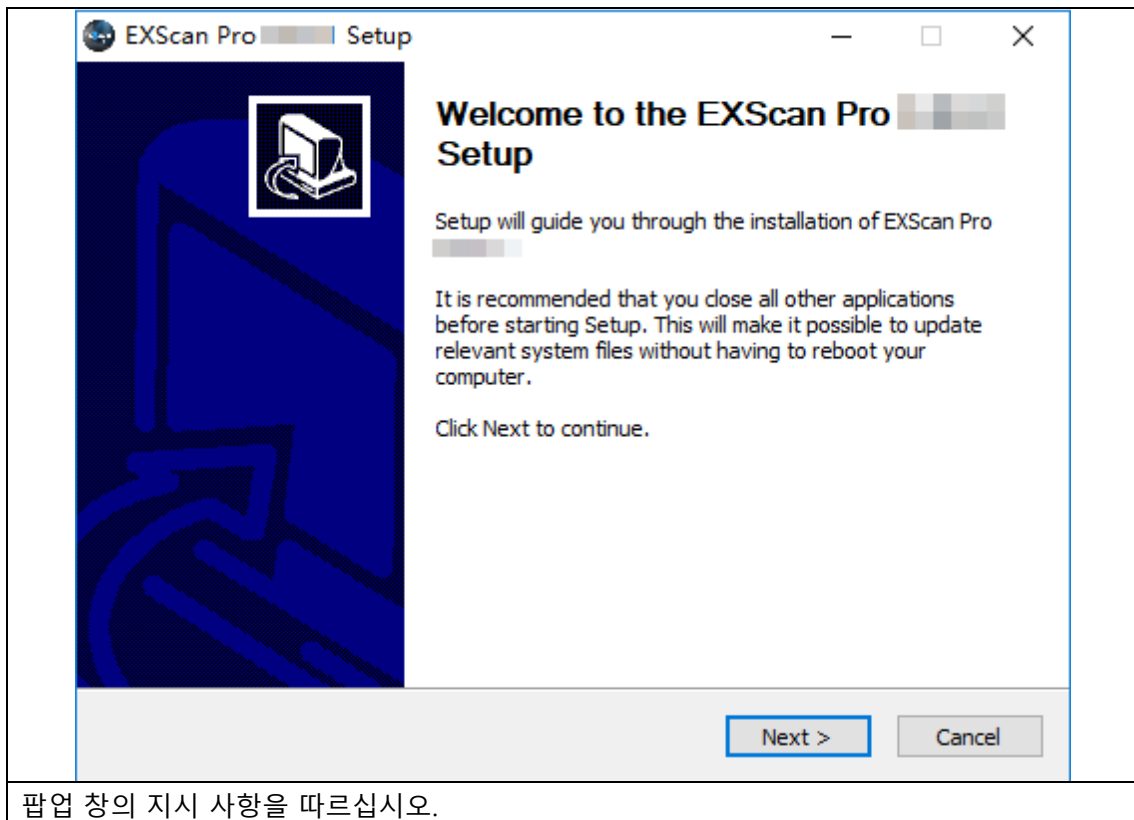 EXScan Pro Setup
Welcome to the EXScan Pro
Setup
Setup will guide you through the installation of EXScan Pro
It is recommended that you close all other applications
before starting Setup. This will make it possible to update
relevant system files without having to reboot your
computer.
Click Next to continue.
Next >
Cancel
팝업 창의 지시 사항을 따르십시오.